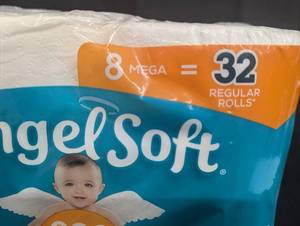 8 MEGA = 32
REGULAR
ROLLS*
ngel Soft®